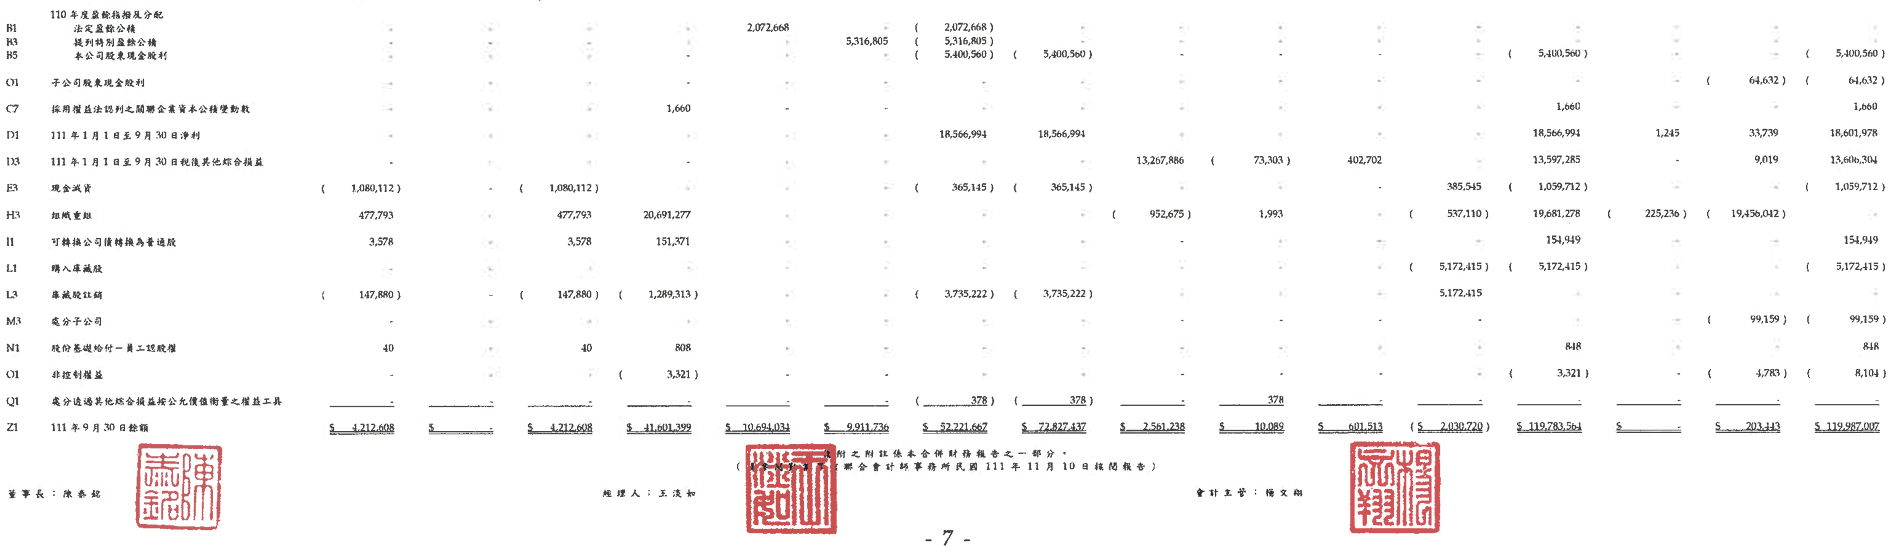 110 年度盈餘指撥及分配
B1 法定盈餘公積 - - - - 2,072,668 - ( 2,072,668 ) - - - - - - - - -
B3 提列特別盈餘公積 - - - - - 5,316,805 ( 5,316,805 ) - - - - - - - - -
B5 本公司股東現金股利 - - - - - - ( 5,400,560 ) ( 5,400,560 ) - - - - ( 5,400,560 ) - - ( 5,400,560 )
O1 子公司股東現金股利 - - - - - - - - - - - - - - ( 64,632 ) ( 64,632 )
C7 採用權益法認列之關聯企業資本公積變動數 - - - 1,660 - - - - - - - - 1,660 - - 1,660
D1 111 年 1 月 1 日至 9 月 30 日淨利 - - - - - - 18,566,994 18,566,994 - - - - 18,566,994 1,245 33,739 18,601,978
D3 111 年 1 月 1 日至 9 月 30 日稅後其他綜合損益 - - - - - - - - 13,267,886 ( 73,303 ) 402,702 - 13,597,285 - 9,019 13,606,304
E3 現金減資 ( 1,080,112 ) - ( 1,080,112 ) - - - ( 365,145 ) ( 365,145 ) - - - 385,545 ( 1,059,712 ) - - ( 1,059,712 )
H3 組織重組 477,793 - 477,793 20,691,277 - - - - ( 952,675 ) 1,993 - ( 537,110 ) 19,681,278 ( 225,236 ) ( 19,456,042 ) -
I1 可轉換公司債轉換為普通股 3,578 - 3,578 151,371 - - - - - - - - 154,949 - - 154,949
L1 購入庫藏股 - - - - - - - - - - - ( 5,172,415 ) ( 5,172,415 ) - - ( 5,172,415 )
L3 庫藏股註銷 ( 147,880 ) - ( 147,880 ) ( 1,289,313 ) - - ( 3,735,222 ) ( 3,735,222 ) - - - 5,172,415 - - - -
M3 處分子公司 - - - - - - - - - - - - - - ( 99,159 ) ( 99,159 )
N1 股份基礎給付－員工認股權 40 - 40 808 - - - - - - - - 848 - - 848
O1 非控制權益 - - - ( 3,321 ) - - - - - - - - ( 3,321 ) - ( 4,783 ) ( 8,104 )
Q1 處分透過其他綜合損益按公允價值衡量之權益工具 - - - - - - ( 378 ) ( 378 ) - 378 - - - - - -
Z1 111 年 9 月 30 日餘額 $ 4,212,608 $ - $ 4,212,608 $ 41,601,399 $ 10,694,034 $ 9,911,736 $ 52,221,667 $ 72,827,437 $ 2,561,238 $ 10,089 $ 601,513 ( $ 2,030,720 ) $ 119,783,564 $ - $ 203,443 $ 119,987,007
後附之附註係本合併財務報告之一部分。
聯合會計師事務所民國 111 年 11 月 10 日核閱報告 )
董事長：陳泰銘 陳泰銘 經理人：王淡如 會計主管：楊文翔
- 7 -